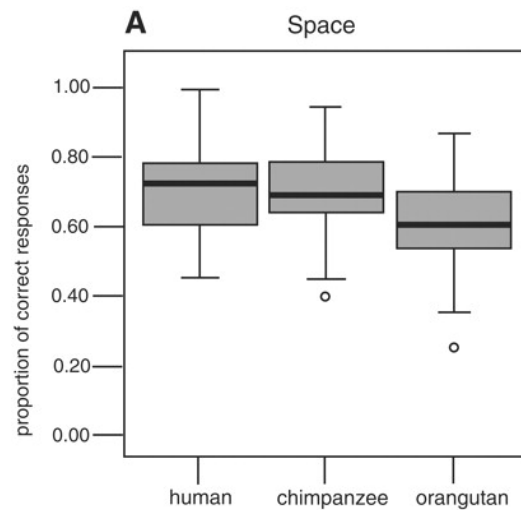 A
Space
proportion of correct responses
1.00
0.80
0.60
0.40
0.20
0.00
human
chimpanzee
orangutan